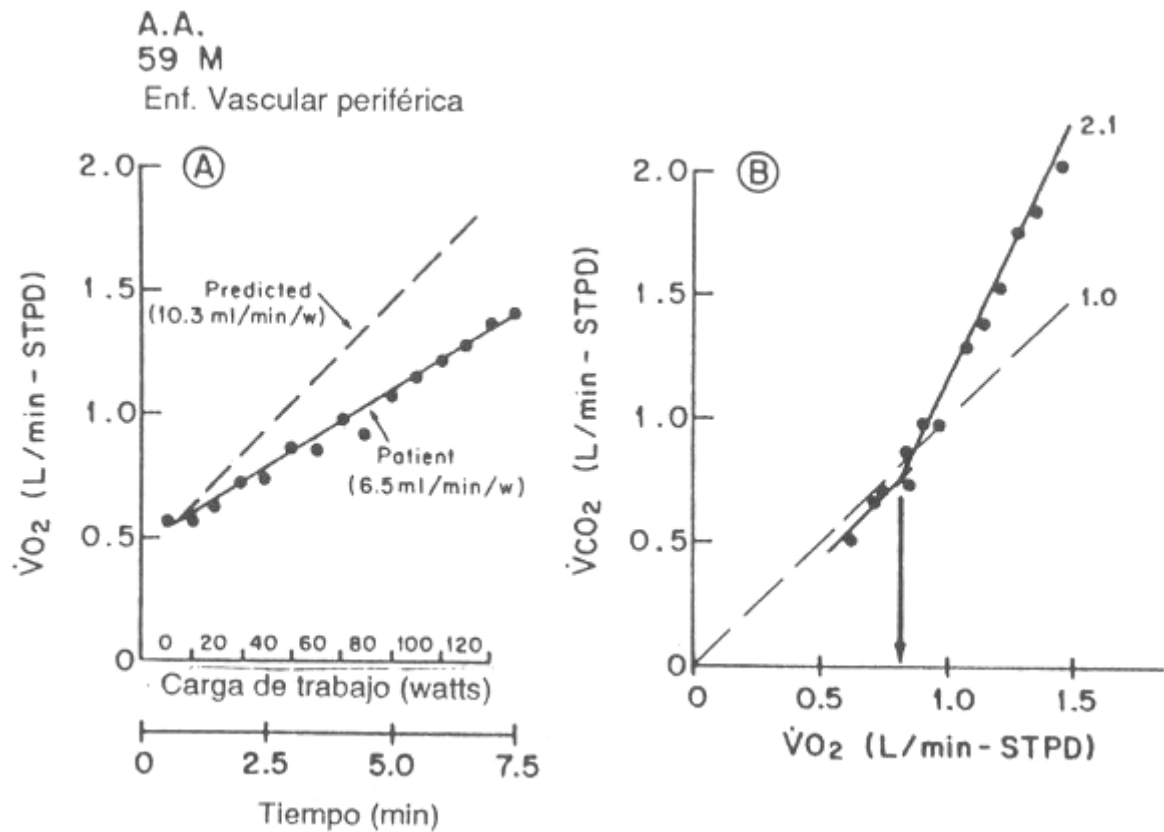 A.A.
59 M
Enf. Vascular periférica
A
2.0
1.5
1.0
0.5
0
V̇O₂ (L/min - STPD)
Predicted
(10.3 ml/min/w)
Patient
(6.5 ml/min/w)
0 20 40 60 80 100 120
Carga de trabajo (watts)
0 2.5 5.0 7.5
Tiempo (min)
B
2.1
1.0
2.0
1.5
1.0
0.5
0
V̇CO₂ (L/min - STPD)
0 0.5 1.0 1.5
V̇O₂ (L/min - STPD)